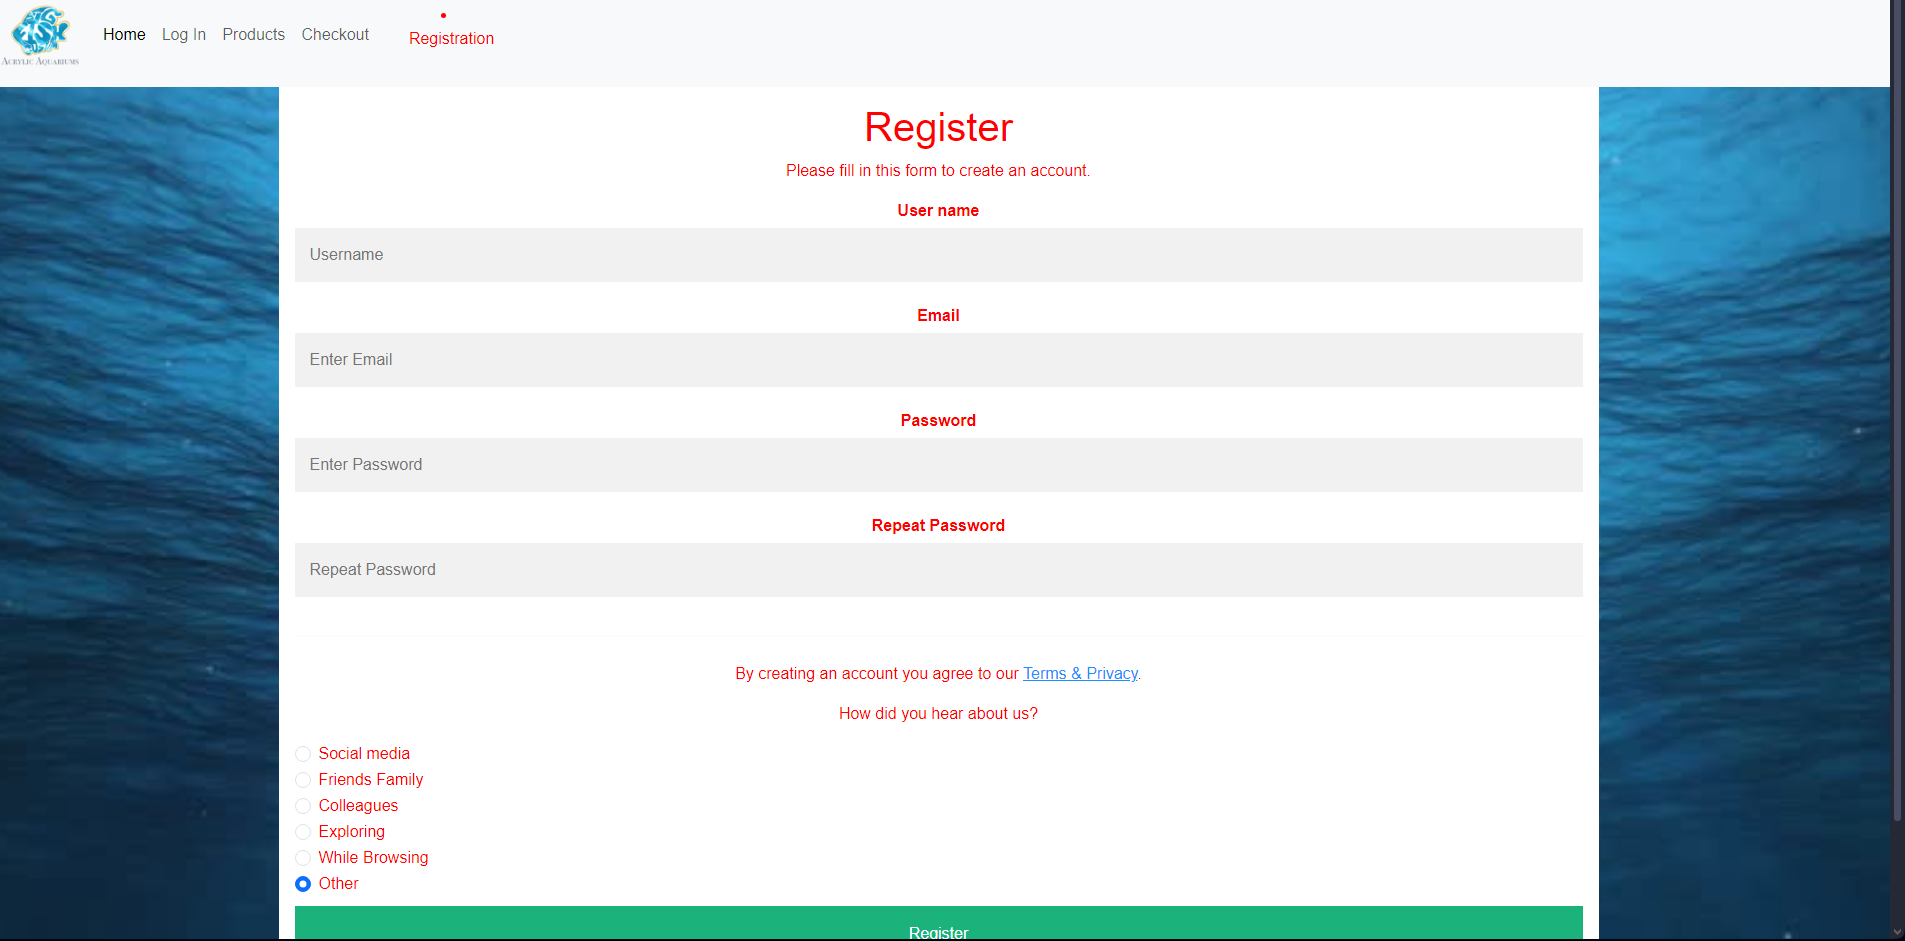 ACRYLIC AQUARIUMS
Home Log In Products Checkout
Registration
Register
Please fill in this form to create an account.
User name
Username
Email
Enter Email
Password
Enter Password
Repeat Password
Repeat Password
By creating an account you agree to our Terms & Privacy.
How did you hear about us?
Social media
Friends Family
Colleagues
Exploring
While Browsing
Other
Register